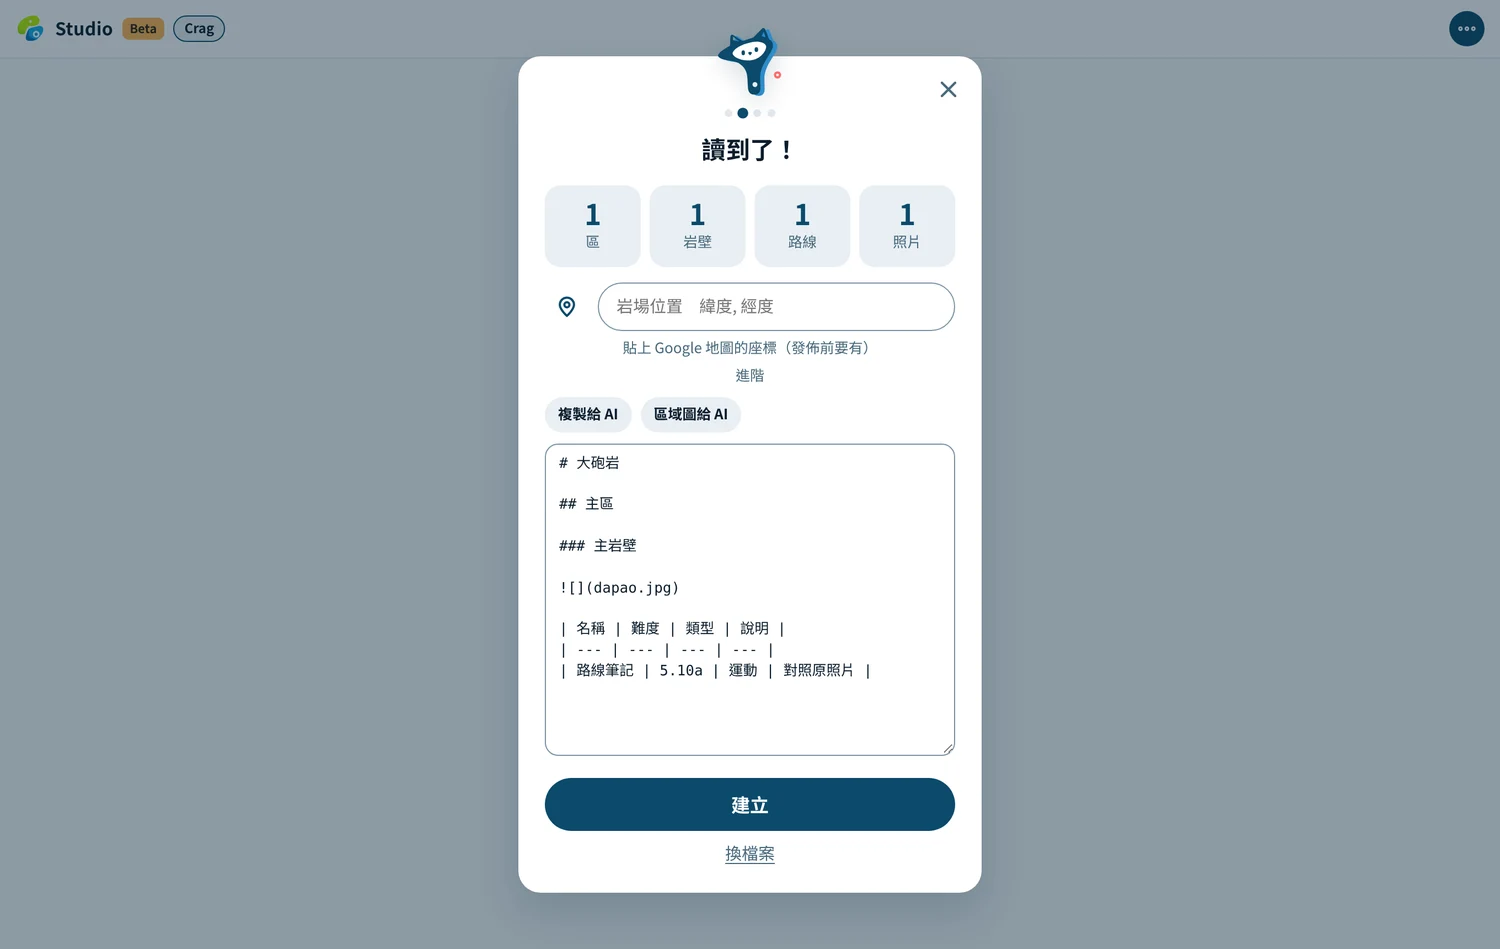 Studio Beta Crag
讀到了！
1 1 1 1
區 岩壁 路線 照片
岩場位置 緯度, 經度
貼上 Google 地圖的座標（發佈前要有）
進階
複製給 AI 區域圖給 AI
# 大砲岩
## 主區
### 主岩壁
![](dapao.jpg)
| 名稱 | 難度 | 類型 | 說明 |
| --- | --- | --- | --- |
| 路線筆記 | 5.10a | 運動 | 對照原照片 |
建立
換檔案